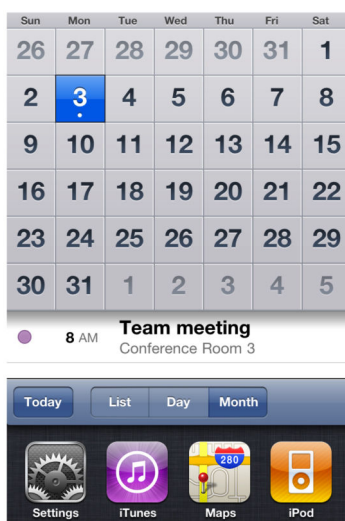 Sun Mon Tue Wed Thu Fri Sat
26 27 28 29 30 31 1
2 3 4 5 6 7 8
9 10 11 12 13 14 15
16 17 18 19 20 21 22
23 24 25 26 27 28 29
30 31 1 2 3 4 5
8 AM Team meeting
Conference Room 3
Today List Day Month
280
Settings iTunes Maps iPod